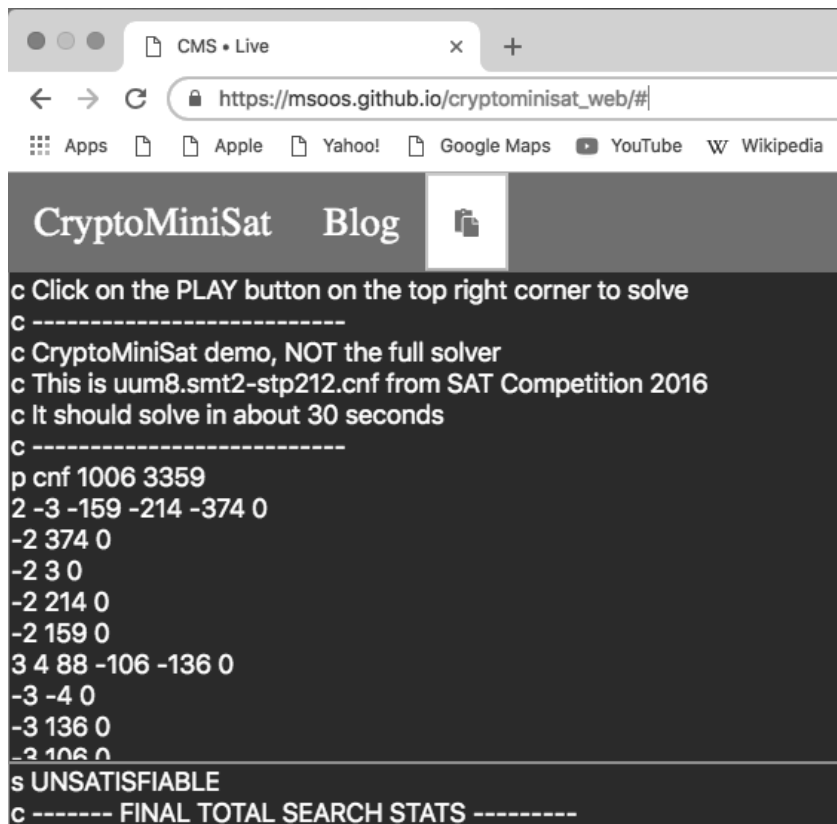 CMS • Live
https://msoos.github.io/cryptominisat_web/#
Apps Apple Yahoo! Google Maps YouTube W Wikipedia
CryptoMiniSat Blog
c Click on the PLAY button on the top right corner to solve
c ---------------------------
c CryptoMiniSat demo, NOT the full solver
c This is uum8.smt2-stp212.cnf from SAT Competition 2016
c It should solve in about 30 seconds
c ---------------------------
p cnf 1006 3359
2 -3 -159 -214 -374 0
-2 374 0
-2 3 0
-2 214 0
-2 159 0
3 4 88 -106 -136 0
-3 -4 0
-3 136 0
-3 106 0
s UNSATISFIABLE
c ------- FINAL TOTAL SEARCH STATS ---------